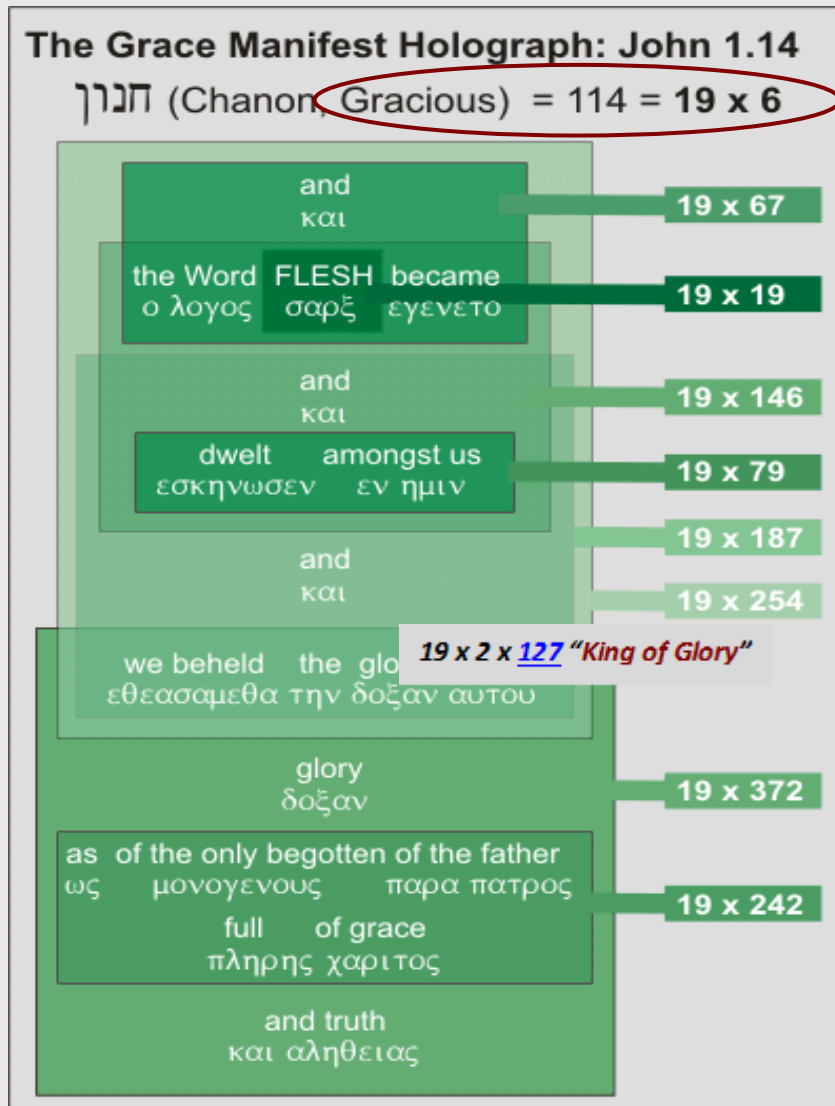 The Grace Manifest Holograph: John 1.14
חנון (Chanon, Gracious) = 114 = 19 x 6
and
και
19 x 67
the Word FLESH became
ο λογος σαρξ εγενετο
19 x 19
and
και
19 x 146
dwelt amongst us
εσκηνωσεν εν ημιν
19 x 79
19 x 187
and
και
19 x 254
19 x 2 x 127 “King of Glory”
we beheld the glo
εθεασαμεθα την δοξαν αυτου
glory
δοξαν
19 x 372
as of the only begotten of the father
ως μονογενους παρα πατρος
19 x 242
full of grace
πληρης χαριτος
and truth
και αληθειας